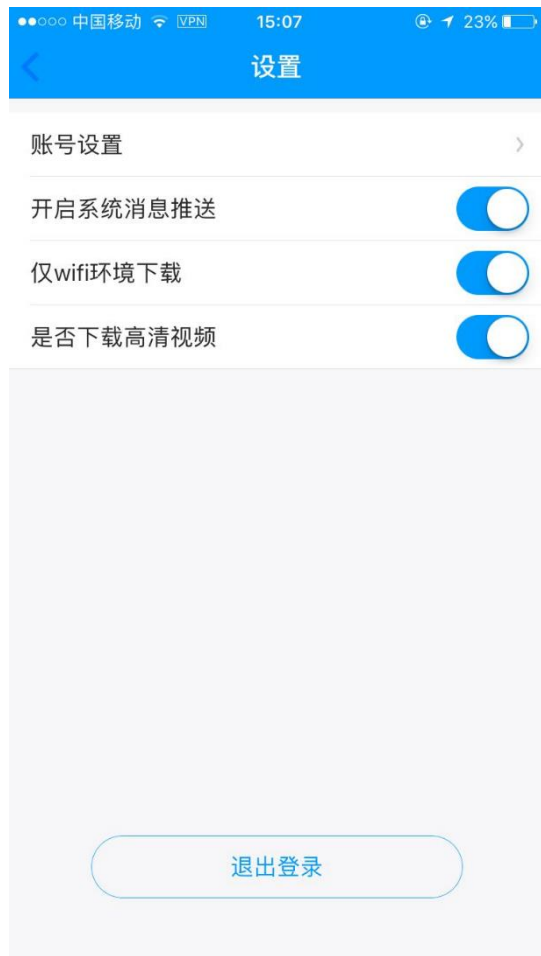 中国移动 VPN 15:07 23%
设置
账号设置
开启系统消息推送
仅wifi环境下载
是否下载高清视频
退出登录